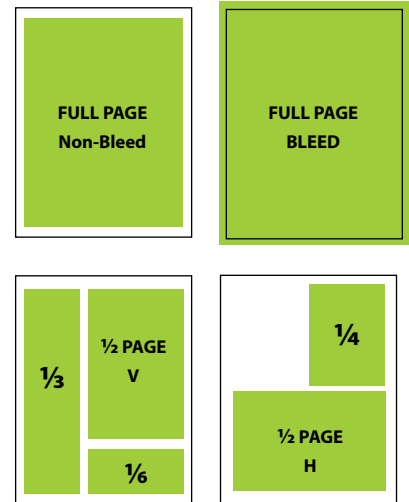 FULL PAGE
Non-Bleed
FULL PAGE
BLEED
⅓
½ PAGE
V
⅙
¼
½ PAGE
H